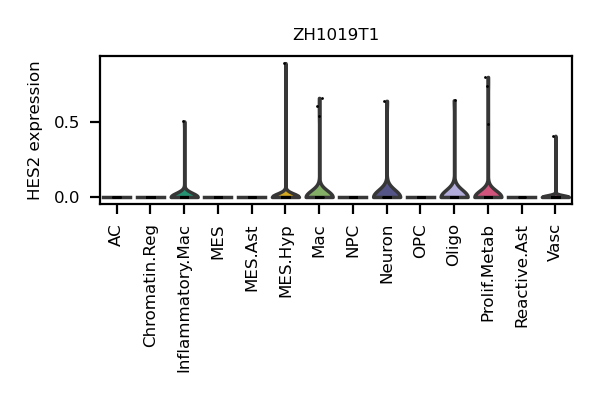 ZH1019T1
HES2 expression
0.5
0.0
AC
Chromatin.Reg
Inflammatory.Mac
MES
MES.Ast
MES.Hyp
Mac
NPC
Neuron
OPC
Oligo
Prolif.Metab
Reactive.Ast
Vasc